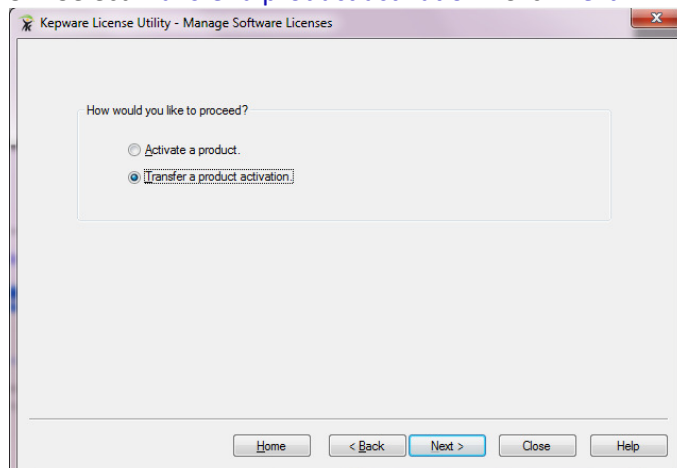 Kepware License Utility - Manage Software Licenses
x
How would you like to proceed?
Activate a product.
Transfer a product activation.
Home < Back Next > Close Help